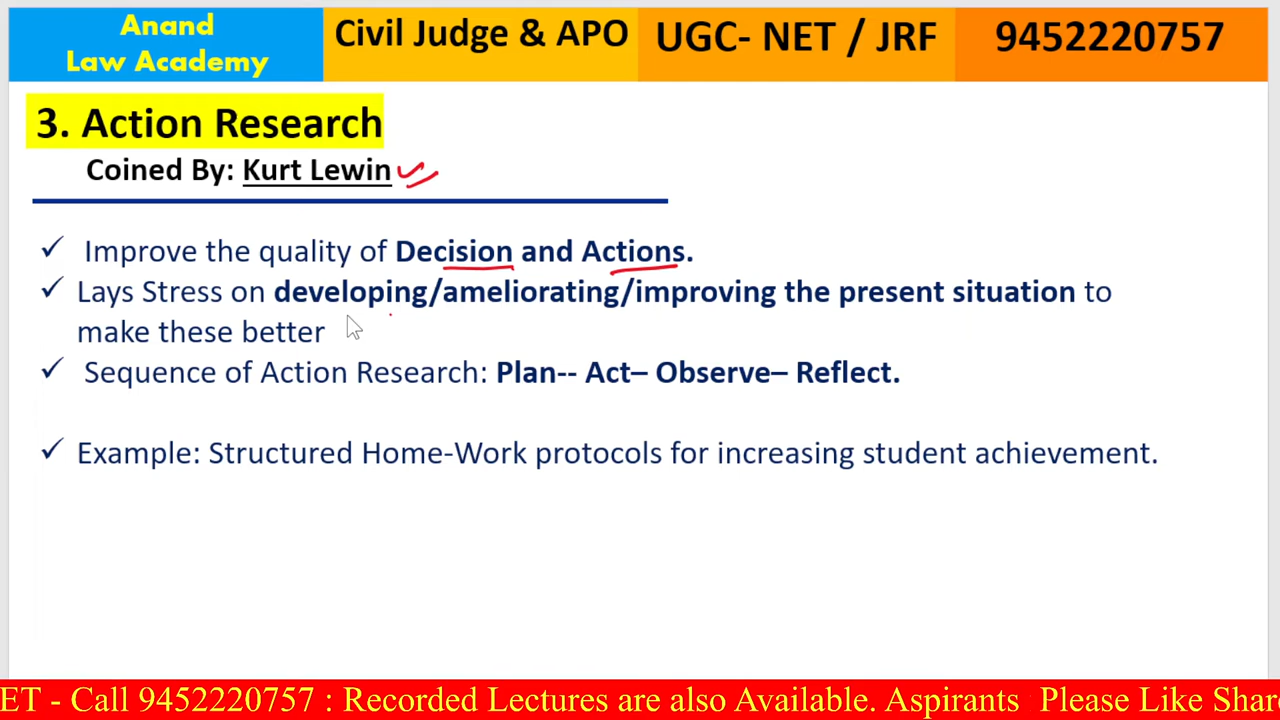 Anand
Law Academy
Civil Judge & APO
UGC- NET / JRF
9452220757
3. Action Research
Coined By: Kurt Lewin
✓ Improve the quality of Decision and Actions.
✓ Lays Stress on developing/ameliorating/improving the present situation to
make these better
✓ Sequence of Action Research: Plan-- Act– Observe– Reflect.
✓ Example: Structured Home-Work protocols for increasing student achievement.
ET - Call 9452220757 : Recorded Lectures are also Available. Aspirants  Please Like Shar